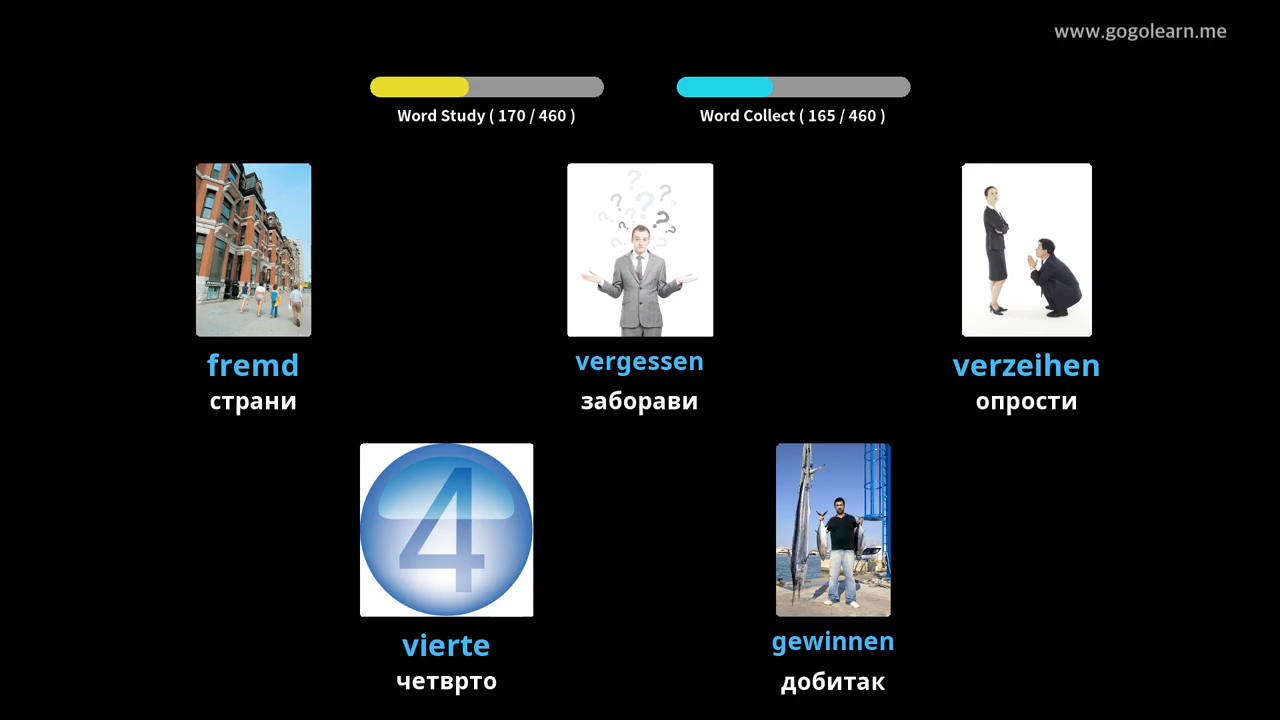 www.gogolearn.me
Word Study ( 170 / 460 )
Word Collect ( 165 / 460 )
fremd
страни
vergessen
заборави
verzeihen
опрости
4
vierte
четврто
gewinnen
добитак